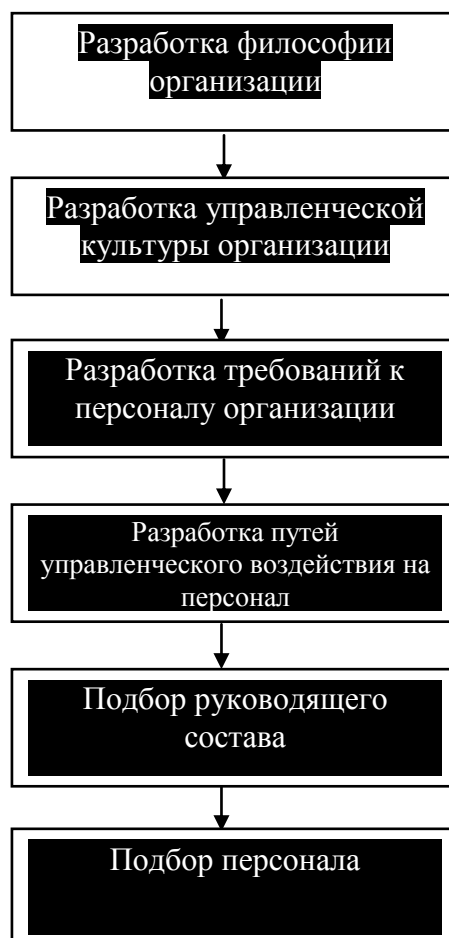 Разработка философии
организации
Разработка управленческой
культуры организации
Разработка требований к
персоналу организации
Разработка путей
управленческого воздействия на
персонал
Подбор руководящего
состава
Подбор персонала